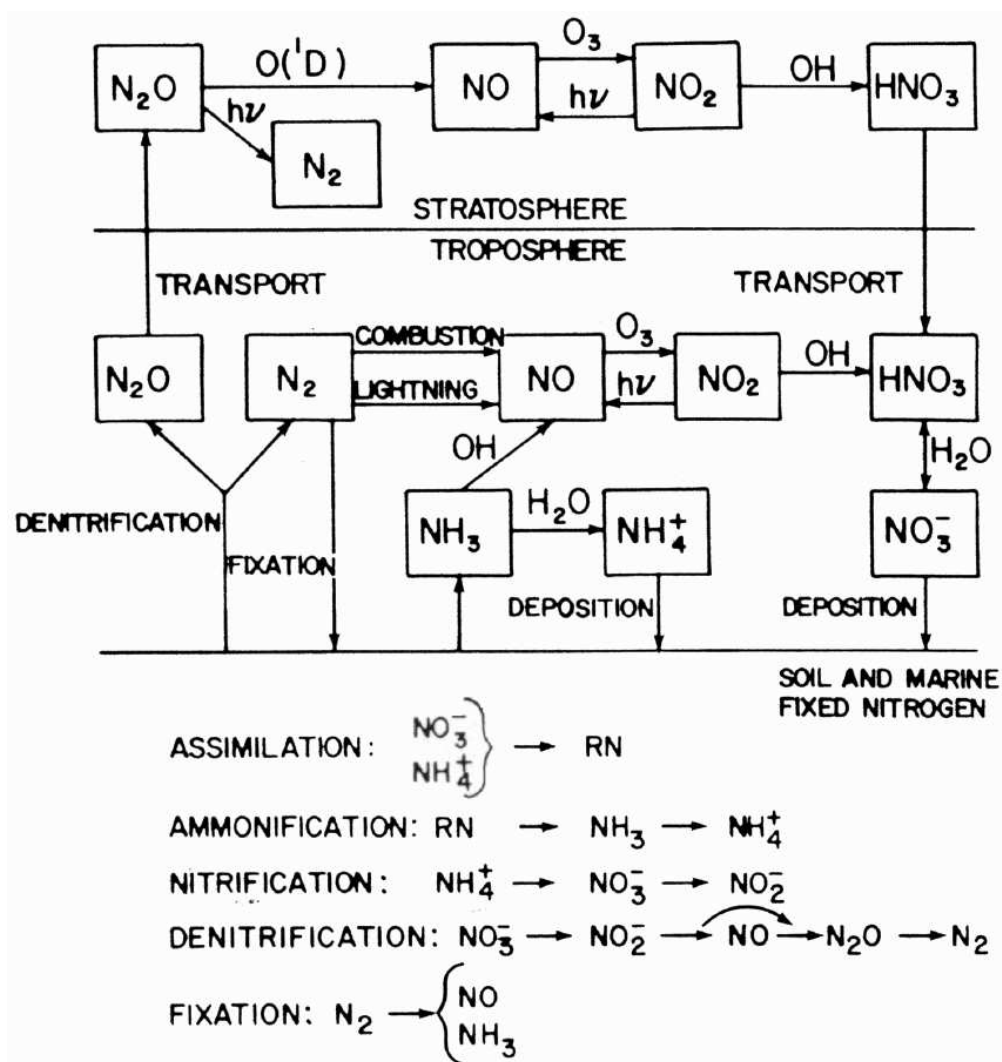 O(¹D)
O₃
OH
N₂O
NO
NO₂
HNO₃
hν
hν
N₂
STRATOSPHERE
TROPOSPHERE
TRANSPORT
TRANSPORT
COMBUSTION
O₃
OH
N₂O
N₂
NO
NO₂
HNO₃
LIGHTNING
hν
OH
H₂O
H₂O
DENITRIFICATION
NH₃
NH₄⁺
NO₃⁻
FIXATION
DEPOSITION
DEPOSITION
SOIL AND MARINE
FIXED NITROGEN
ASSIMILATION: NO₃⁻ NH₄⁺ } → RN
AMMONIFICATION: RN → NH₃ → NH₄⁺
NITRIFICATION: NH₄⁺ → NO₃⁻ → NO₂⁻
DENITRIFICATION: NO₃⁻ → NO₂⁻ → NO → N₂O → N₂
FIXATION: N₂ → { NO NH₃